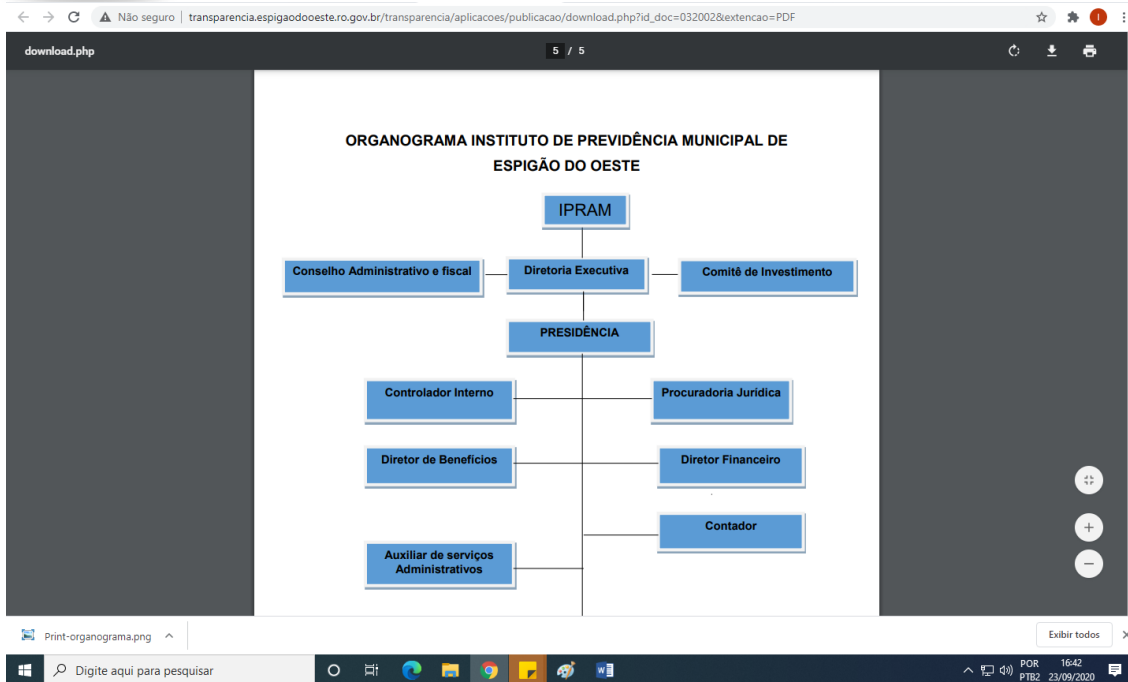 Não seguro | transparencia.espigaodooeste.ro.gov.br/transparencia/aplicacoes/publicacao/download.php?id_doc=032002&extencao=PDF
download.php
5 / 5
ORGANOGRAMA INSTITUTO DE PREVIDÊNCIA MUNICIPAL DE
ESPIGÃO DO OESTE
IPRAM
Conselho Administrativo e fiscal
Diretoria Executiva
Comitê de Investimento
PRESIDÊNCIA
Controlador Interno
Procuradoria Jurídica
Diretor de Benefícios
Diretor Financeiro
Contador
Auxiliar de serviços
Administrativos
Print-organograma.png
Exibir todos
Digite aqui para pesquisar
POR
PTB2
16:42
23/09/2020